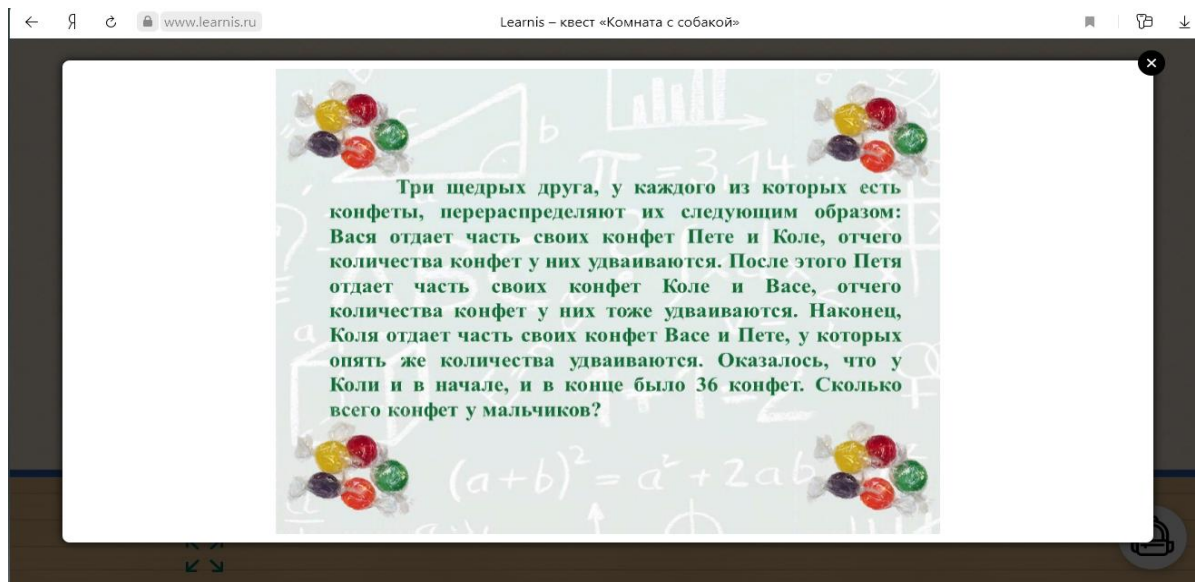 Я www.learnis.ru Learnis – квест «Комната с собакой»
b
π = 3,14...
Три щедрых друга, у каждого из которых есть
конфеты, перераспределяют их следующим образом:
Вася отдает часть своих конфет Пете и Коле, отчего
количества конфет у них удваиваются. После этого Петя
отдает часть своих конфет Коле и Васе, отчего
количества конфет у них тоже удваиваются. Наконец,
Коля отдает часть своих конфет Васе и Пете, у которых
опять же количества удваиваются. Оказалось, что у
Коли и в начале, и в конце было 36 конфет. Сколько
всего конфет у мальчиков?
(a+b)² = a² + 2ab